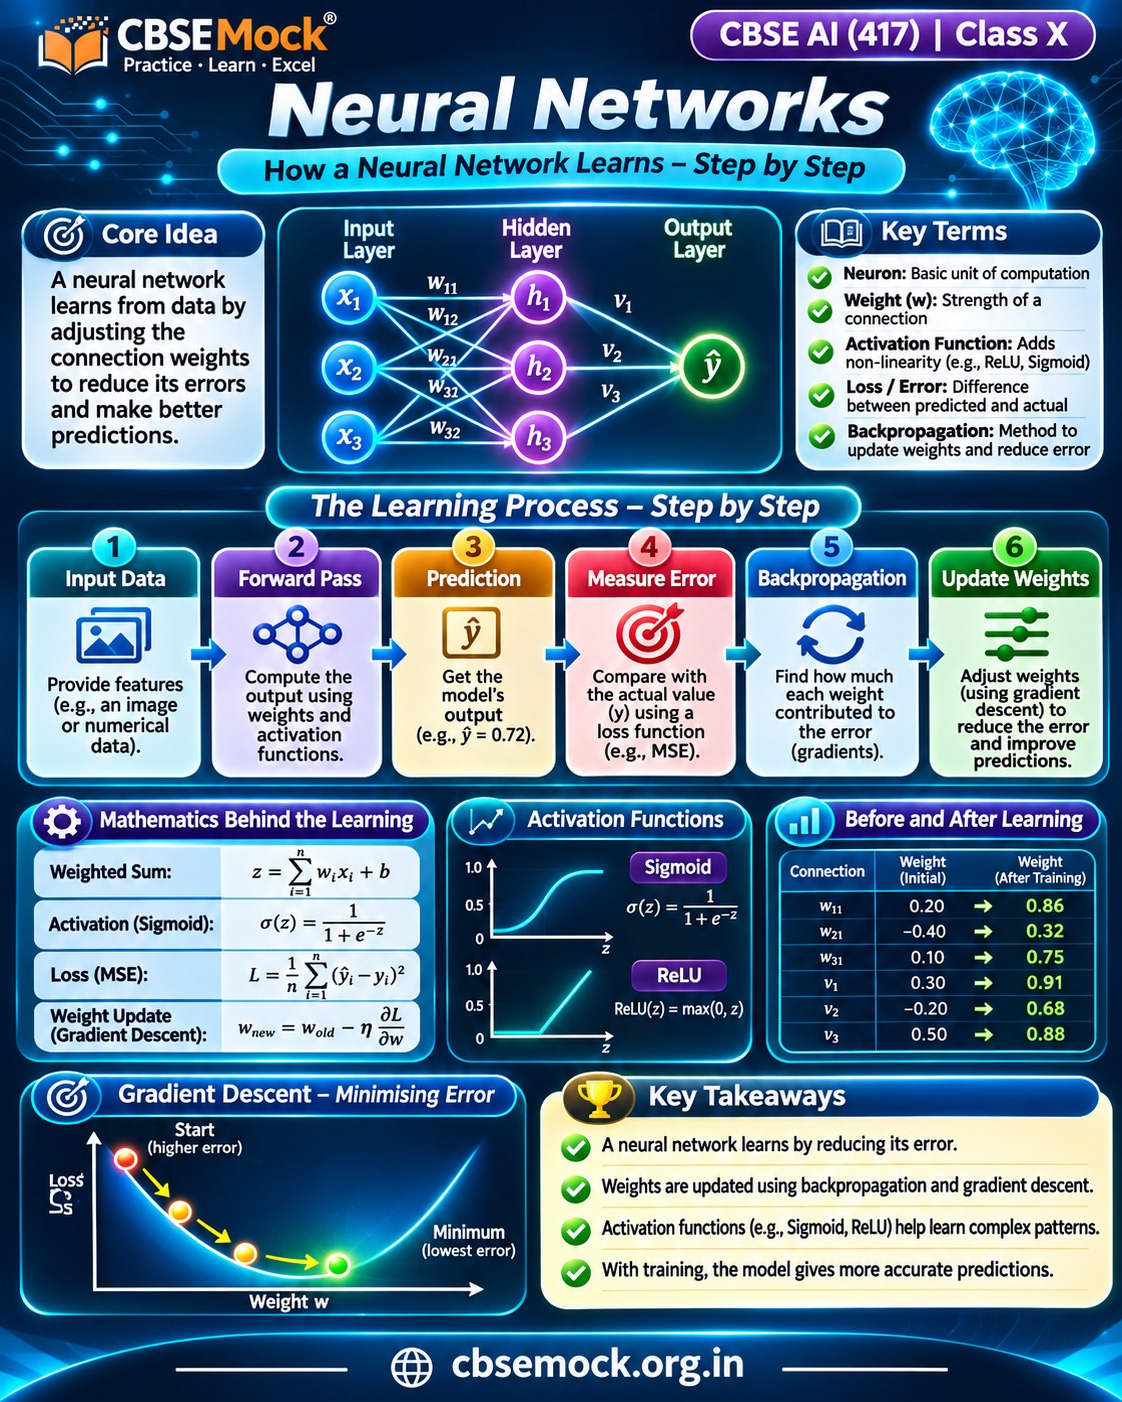 CBSEMock®
Practice · Learn · Excel
CBSE AI (417) | Class X
Neural Networks
How a Neural Network Learns – Step by Step
Core Idea
A neural network
learns from data by
adjusting the
connection weights
to reduce its errors
and make better
predictions.
Input
Layer
Hidden
Layer
Output
Layer
x₁
x₂
x₃
w₁₁
w₁₂
w₂₁
w₃₂
h₁
h₂
h₃
v₁
v₂
v₃
ŷ
Key Terms
Neuron: Basic unit of computation
Weight (w): Strength of a
connection
Activation Function: Adds
non-linearity (e.g., ReLU, Sigmoid)
Loss / Error: Difference
between predicted and actual
Backpropagation: Method to
update weights and reduce error
The Learning Process – Step by Step
1
Input Data
Provide features
(e.g., an image
or numerical
data).
2
Forward Pass
Compute the
output using
weights and
activation
functions.
3
Prediction
ŷ
Get the
model's
output
(e.g., ŷ = 0.72).
4
Measure Error
Compare with
the actual value
(y) using a
loss function
(e.g., MSE).
5
Backpropagation
Find how much
each weight
contributed to
the error
(gradients).
6
Update Weights
Adjust weights
(using gradient
descent) to
reduce the error
and improve
predictions.
Mathematics Behind the Learning
Weighted Sum: z = ∑ᵢ₌₁ⁿ wᵢxᵢ + b
Activation (Sigmoid): σ(z) = 1 / (1 + e⁻ᶻ)
Loss (MSE): L = 1/n ∑ᵢ₌₁ⁿ (ŷᵢ – yᵢ)²
Weight Update
(Gradient Descent): w_new = w_old – η ∂L/∂w
Activation Functions
1.0
0.5
0
z
Sigmoid
σ(z) = 1 / (1 + e⁻ᶻ)
1.0
0.5
0
z
ReLU
ReLU(z) = max(0, z)
Before and After Learning
Connection
Weight
(Initial)
Weight
(After Training)
w₁₁ 0.20 → 0.86
w₂₁ –0.40 → 0.32
w₃₁ 0.10 → 0.75
v₁ 0.30 → 0.91
v₂ –0.20 → 0.68
v₃ 0.50 → 0.88
Gradient Descent – Minimising Error
Start
(higher error)
Loss
Minimum
(lowest error)
Weight w
Key Takeaways
A neural network learns by reducing its error.
Weights are updated using backpropagation and gradient descent.
Activation functions (e.g., Sigmoid, ReLU) help learn complex patterns.
With training, the model gives more accurate predictions.
cbsemock.org.in